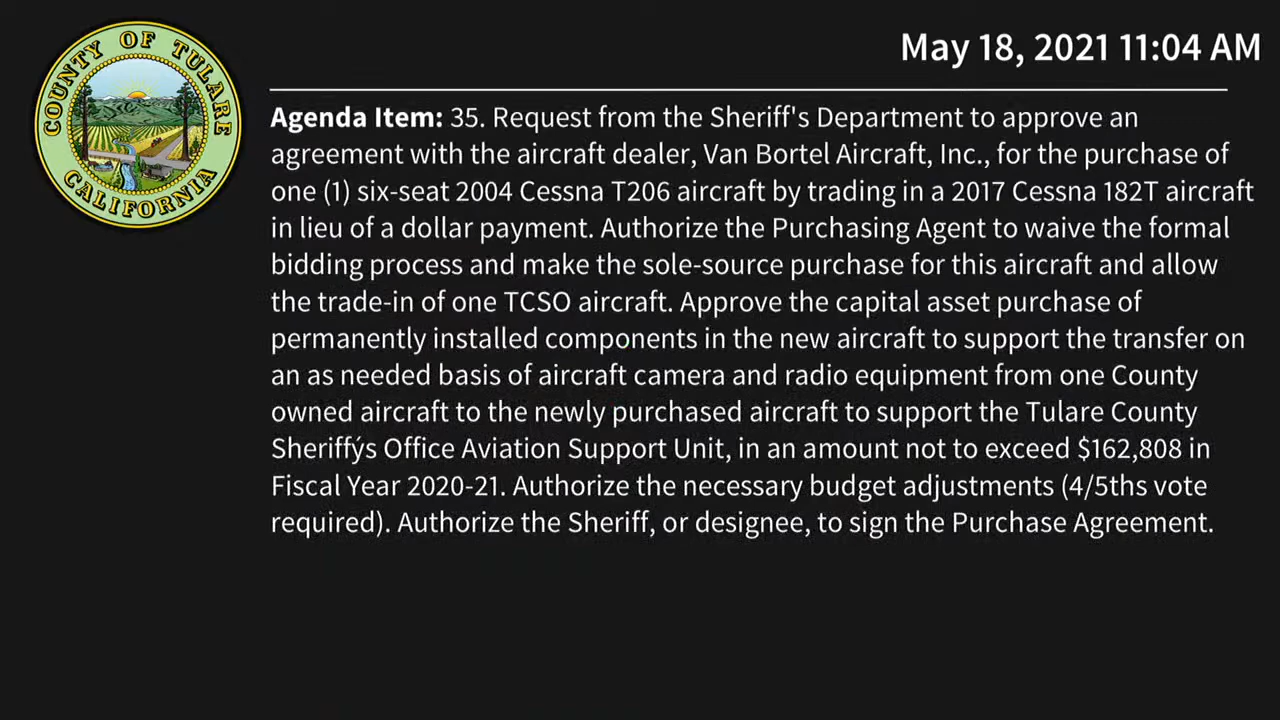 COUNTY OF TULARE
CALIFORNIA
May 18, 2021 11:04 AM
Agenda Item: 35. Request from the Sheriff's Department to approve an
agreement with the aircraft dealer, Van Bortel Aircraft, Inc., for the purchase of
one (1) six-seat 2004 Cessna T206 aircraft by trading in a 2017 Cessna 182T aircraft
in lieu of a dollar payment. Authorize the Purchasing Agent to waive the formal
bidding process and make the sole-source purchase for this aircraft and allow
the trade-in of one TCSO aircraft. Approve the capital asset purchase of
permanently installed components in the new aircraft to support the transfer on
an as needed basis of aircraft camera and radio equipment from one County
owned aircraft to the newly purchased aircraft to support the Tulare County
Sheriffýs Office Aviation Support Unit, in an amount not to exceed $162,808 in
Fiscal Year 2020-21. Authorize the necessary budget adjustments (4/5ths vote
required). Authorize the Sheriff, or designee, to sign the Purchase Agreement.